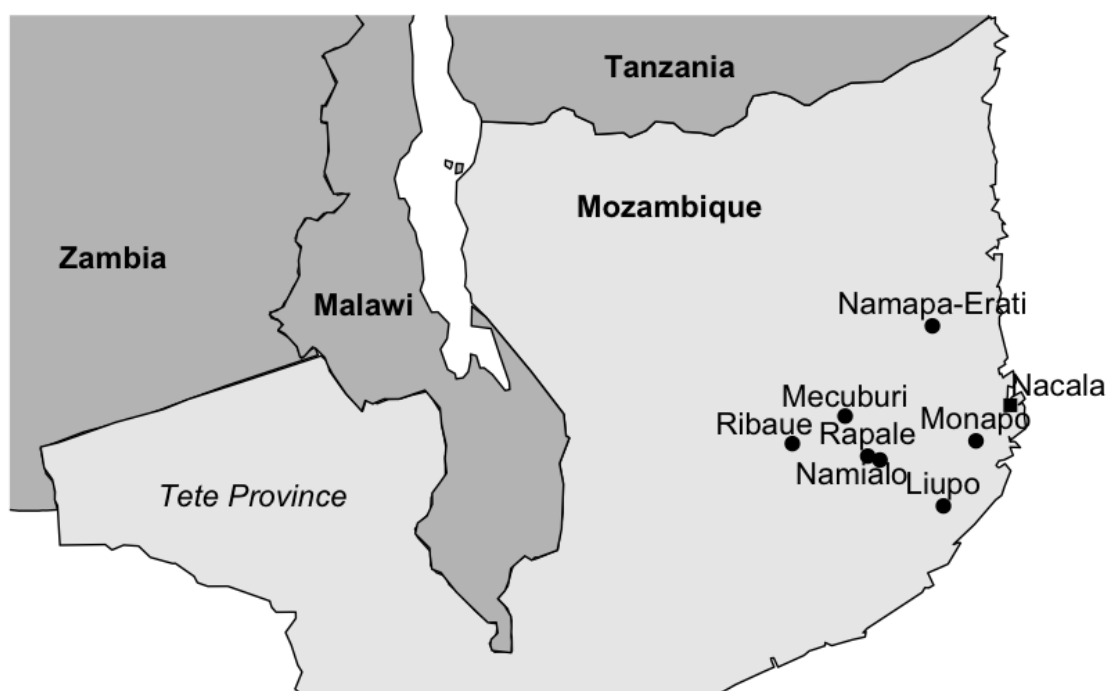 Tanzania
Mozambique
Zambia
Malawi
Namapa-Erati
Nacala
Mecuburi
Monapo
Ribaue
Rapale
Namialo
Liupo
Tete Province